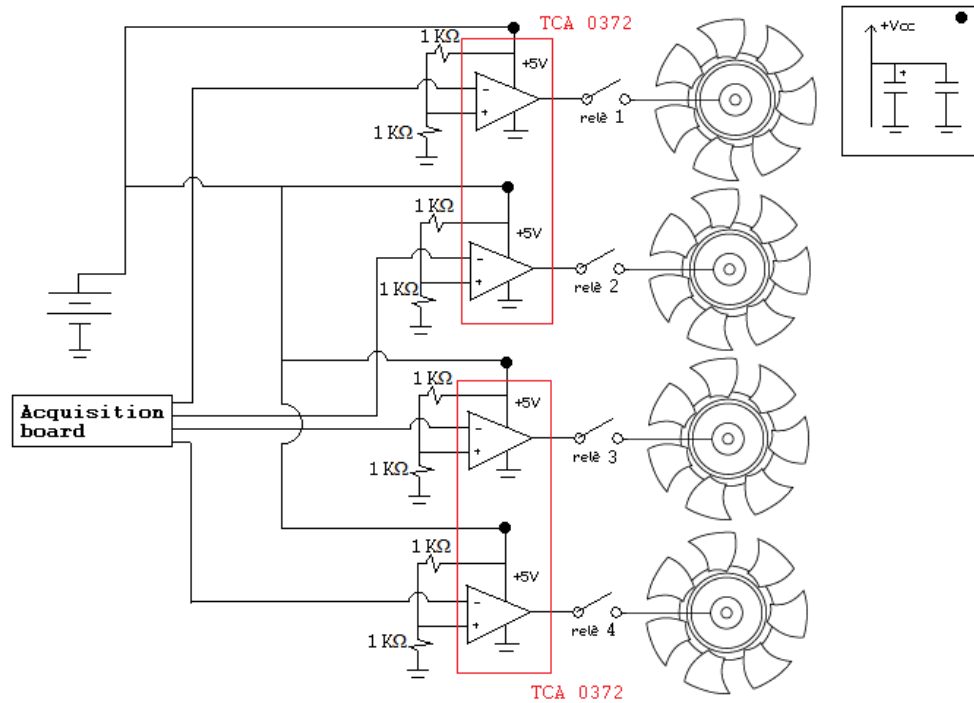 TCA 0372
1 KΩ
+5V
-
+
1 KΩ
relè 1
+Vcc
+
1 KΩ
+5V
-
+
1 KΩ
relè 2
1 KΩ
+5V
-
+
1 KΩ
relè 3
Acquisition
board
1 KΩ
+5V
-
+
1 KΩ
relè 4
TCA 0372